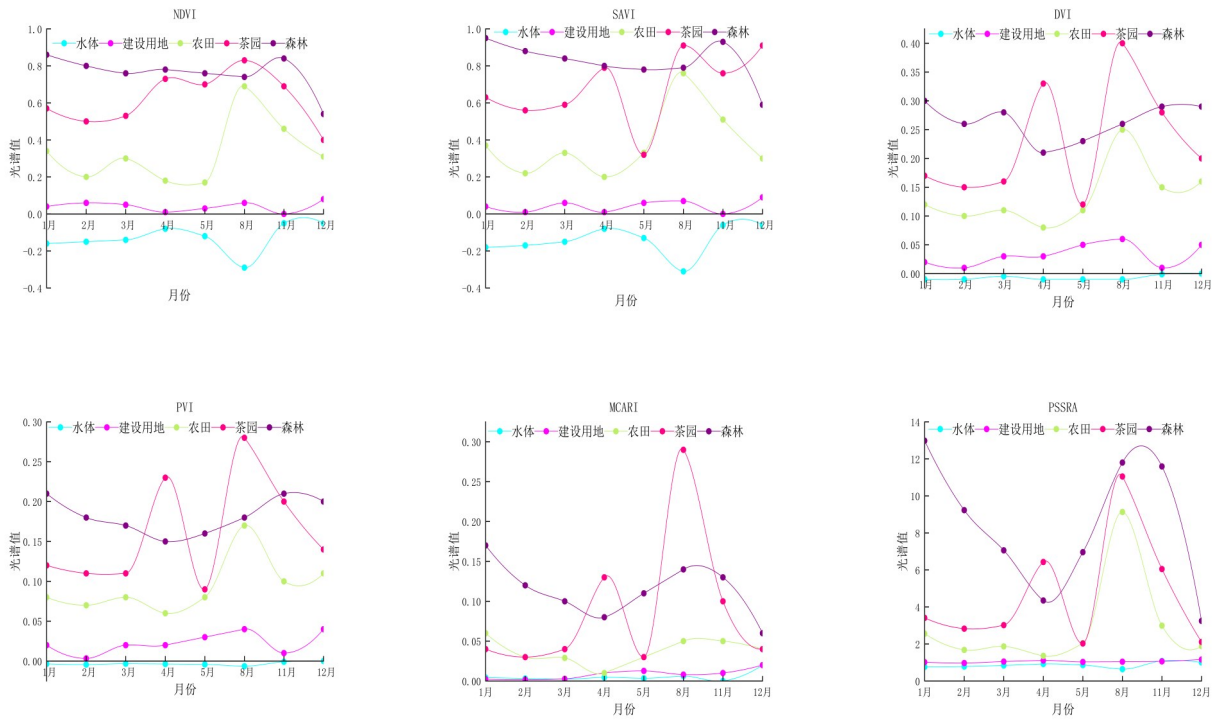 NDVI
水体 建设用地 农田 茶园 森林
1.0
0.8
0.6
0.4
0.2
0.0
-0.2
-0.4
光谱值
1月 2月 3月 4月 5月 8月 11月 12月
月份
SAVI
水体 建设用地 农田 茶园 森林
1.0
0.8
0.6
0.4
0.2
0.0
-0.2
-0.4
光谱值
1月 2月 3月 4月 5月 8月 11月 12月
月份
DVI
水体 建设用地 农田 茶园 森林
0.40
0.35
0.30
0.25
0.20
0.15
0.10
0.05
0.00
光谱值
1月 2月 3月 4月 5月 8月 11月 12月
月份
PVI
水体 建设用地 农田 茶园 森林
0.30
0.25
0.20
0.15
0.10
0.05
0.00
光谱值
1月 2月 3月 4月 5月 8月 11月 12月
月份
MCARI
水体 建设用地 农田 茶园 森林
0.30
0.25
0.20
0.15
0.10
0.05
0.00
光谱值
1月 2月 3月 4月 5月 8月 11月 12月
月份
PSSRA
水体 建设用地 农田 茶园 森林
14
12
10
8
6
4
2
0
光谱值
1月 2月 3月 4月 5月 8月 11月 12月
月份